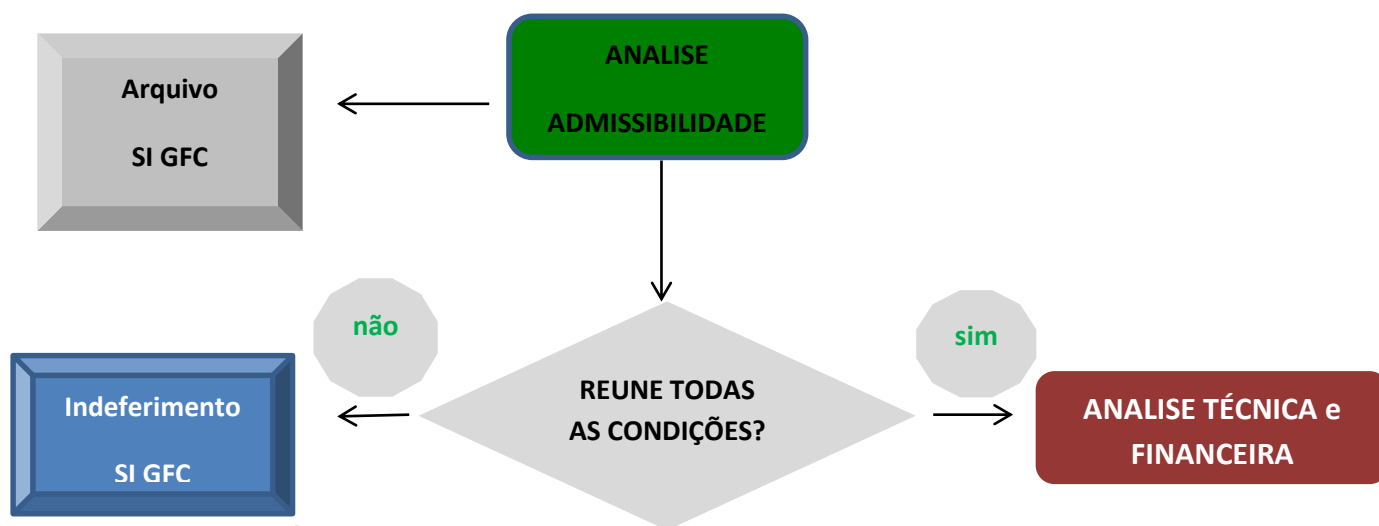 Arquivo
SI GFC
ANALISE
ADMISSIBILIDADE
não
sim
Indeferimento
SI GFC
REUNE TODAS
AS CONDIÇÕES?
ANALISE TÉCNICA e
FINANCEIRA